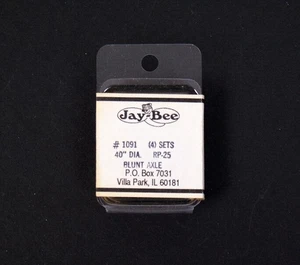 Jay-Bee
# 1091 (4) SETS
40" DIA. RP-25
BLUNT AXLE
P.O. Box 7031
Villa Park, IL 60181